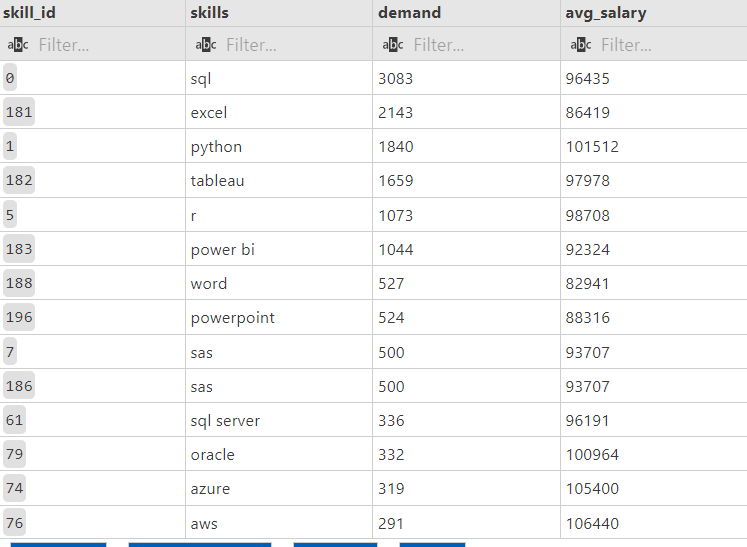 skill_id skills demand avg_salary
abc Filter... abc Filter... abc Filter... abc Filter...
0 sql 3083 96435
181 excel 2143 86419
1 python 1840 101512
182 tableau 1659 97978
5 r 1073 98708
183 power bi 1044 92324
188 word 527 82941
196 powerpoint 524 88316
7 sas 500 93707
186 sas 500 93707
61 sql server 336 96191
79 oracle 332 100964
74 azure 319 105400
76 aws 291 106440